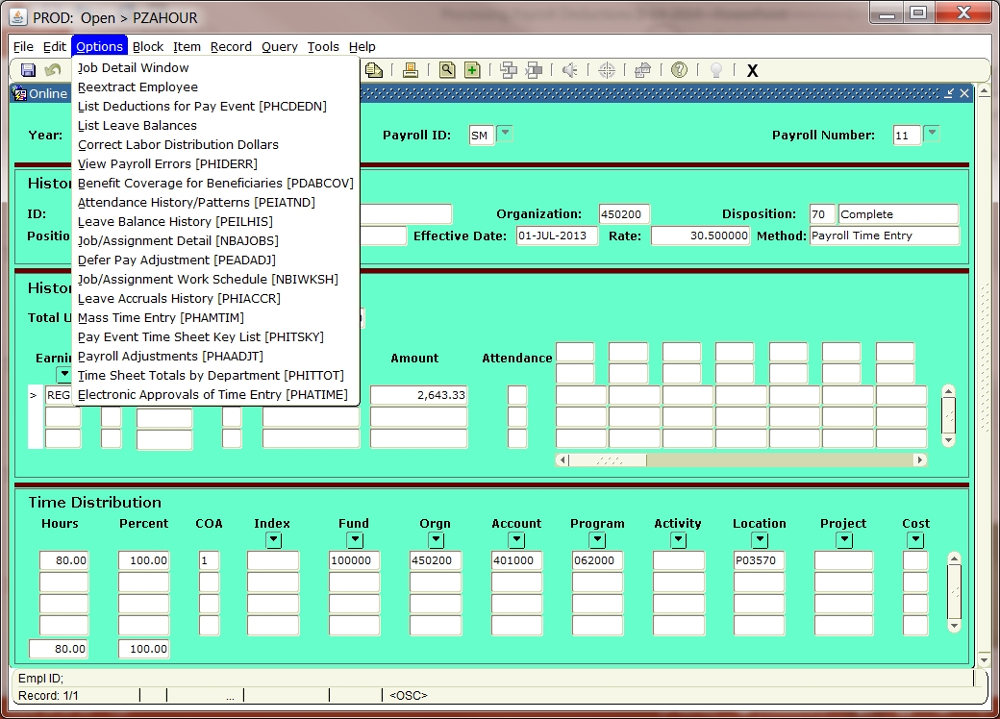 PROD: Open > PZAHOUR
File Edit Options Block Item Record Query Tools Help
X
Online
Job Detail Window
Reextract Employee
List Deductions for Pay Event [PHCDEDN]
List Leave Balances
Correct Labor Distribution Dollars
View Payroll Errors [PHIDERR]
Benefit Coverage for Beneficiaries [PDABCOV]
Attendance History/Patterns [PEIATND]
Leave Balance History [PEILHIS]
Job/Assignment Detail [NBAJOBS]
Defer Pay Adjustment [PEADADJ]
Job/Assignment Work Schedule [NBIWKSH]
Leave Accruals History [PHIACCR]
Mass Time Entry [PHAMTIM]
Pay Event Time Sheet Key List [PHITSKY]
Payroll Adjustments [PHAADJT]
Time Sheet Totals by Department [PHITTOT]
Electronic Approvals of Time Entry [PHATIME]
Year: Payroll ID: SM Payroll Number: 11
Histor
ID: Organization: 450200 Disposition: 70 Complete
Positio Effective Date: 01-JUL-2013 Rate: 30.500000 Method: Payroll Time Entry
Histor
Total U
Earnin Amount Attendance
> REG 2,643.33
Time Distribution
Hours Percent COA Index Fund Orgn Account Program Activity Location Project Cost
80.00 100.00 1 100000 450200 401000 062000 P03570
80.00 100.00
Empl ID;
Record: 1/1 ... <OSC>